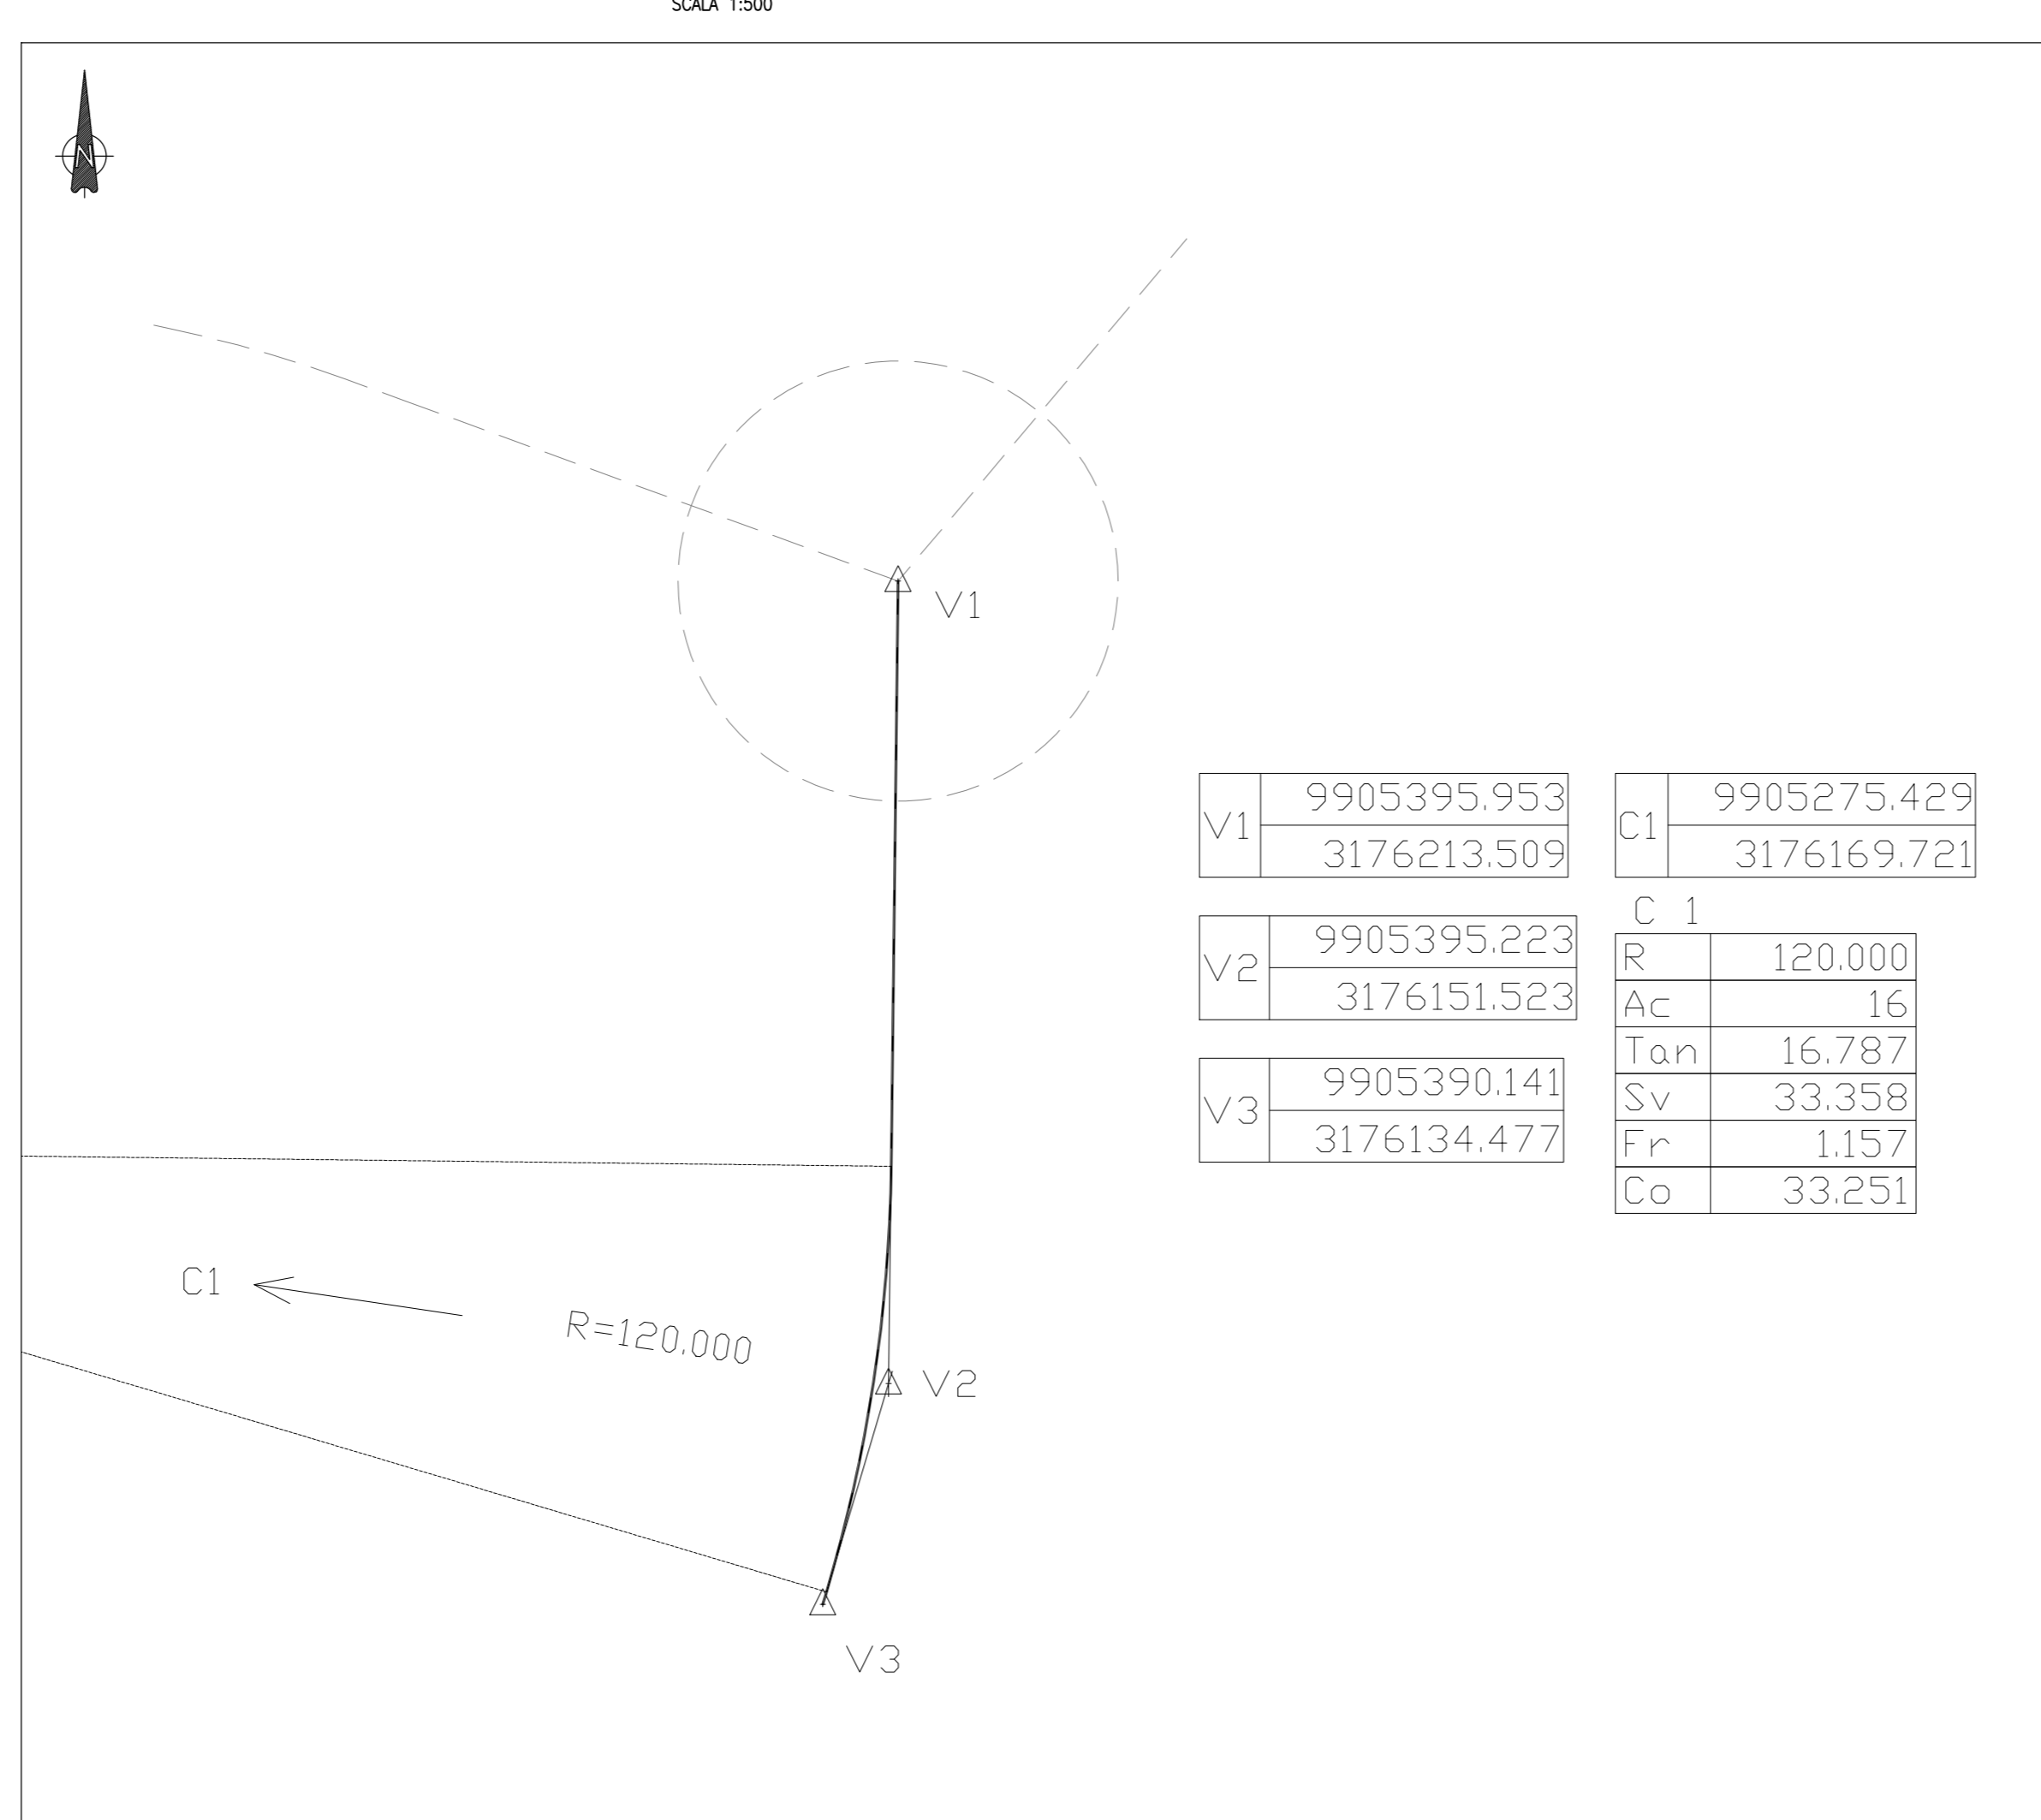 SCALA 1:500
N
V1
V1 9905395.953
3176213.509
C1 9905275.429
3176169.721
V2 9905395.223
3176151.523
V3 9905390.141
3176134.477
C 1
R 120.000
Ac 16
Tan 16.787
Sv 33.358
Fr 1.157
Co 33.251
C1
R=120.000
V2
V3